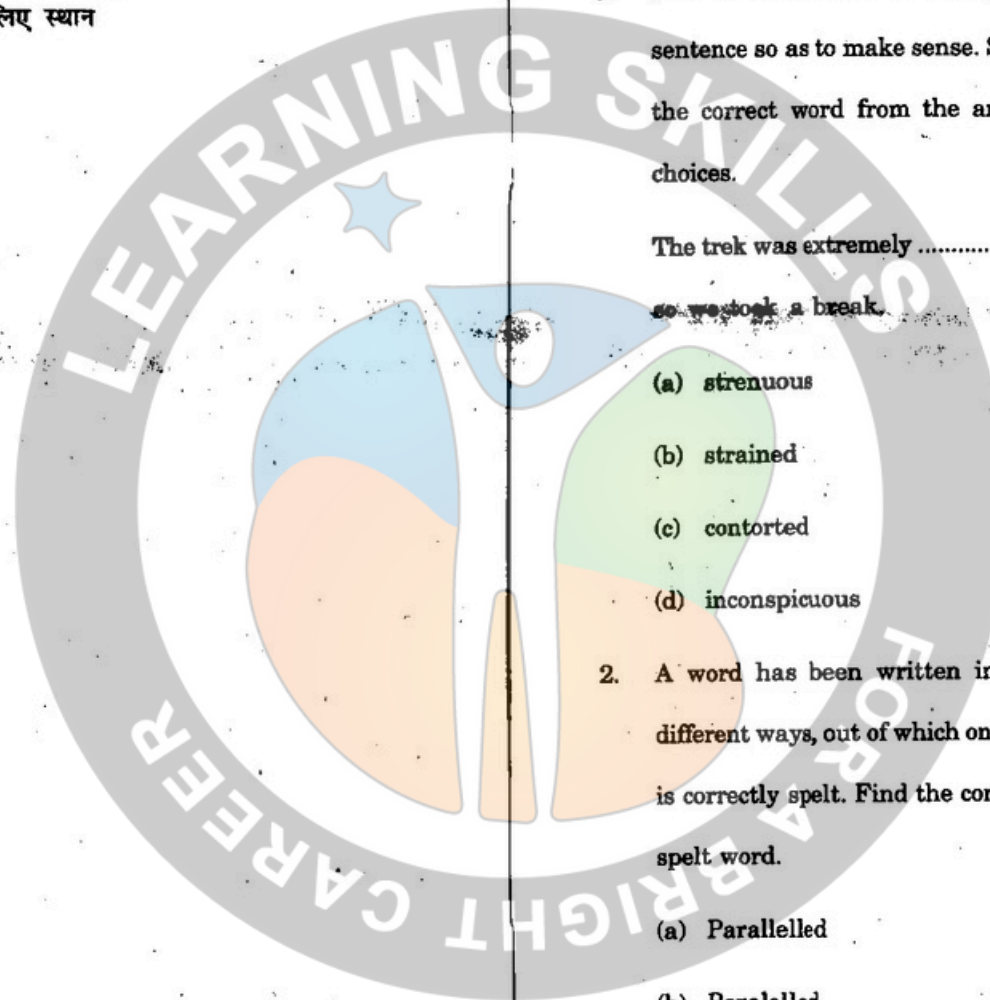 लिए स्थान
sentence so as to make sense.
the correct word from the
choices.
The trek was extremely ...........
so we took a break.
(a) strenuous
(b) strained
(c) contorted
(d) inconspicuous
2. A word has been written in
different ways, out of which
is correctly spelt. Find the
spelt word.
(a) Parallelled
LEARNING SKILLS
FOR A BRIGHT CAREER